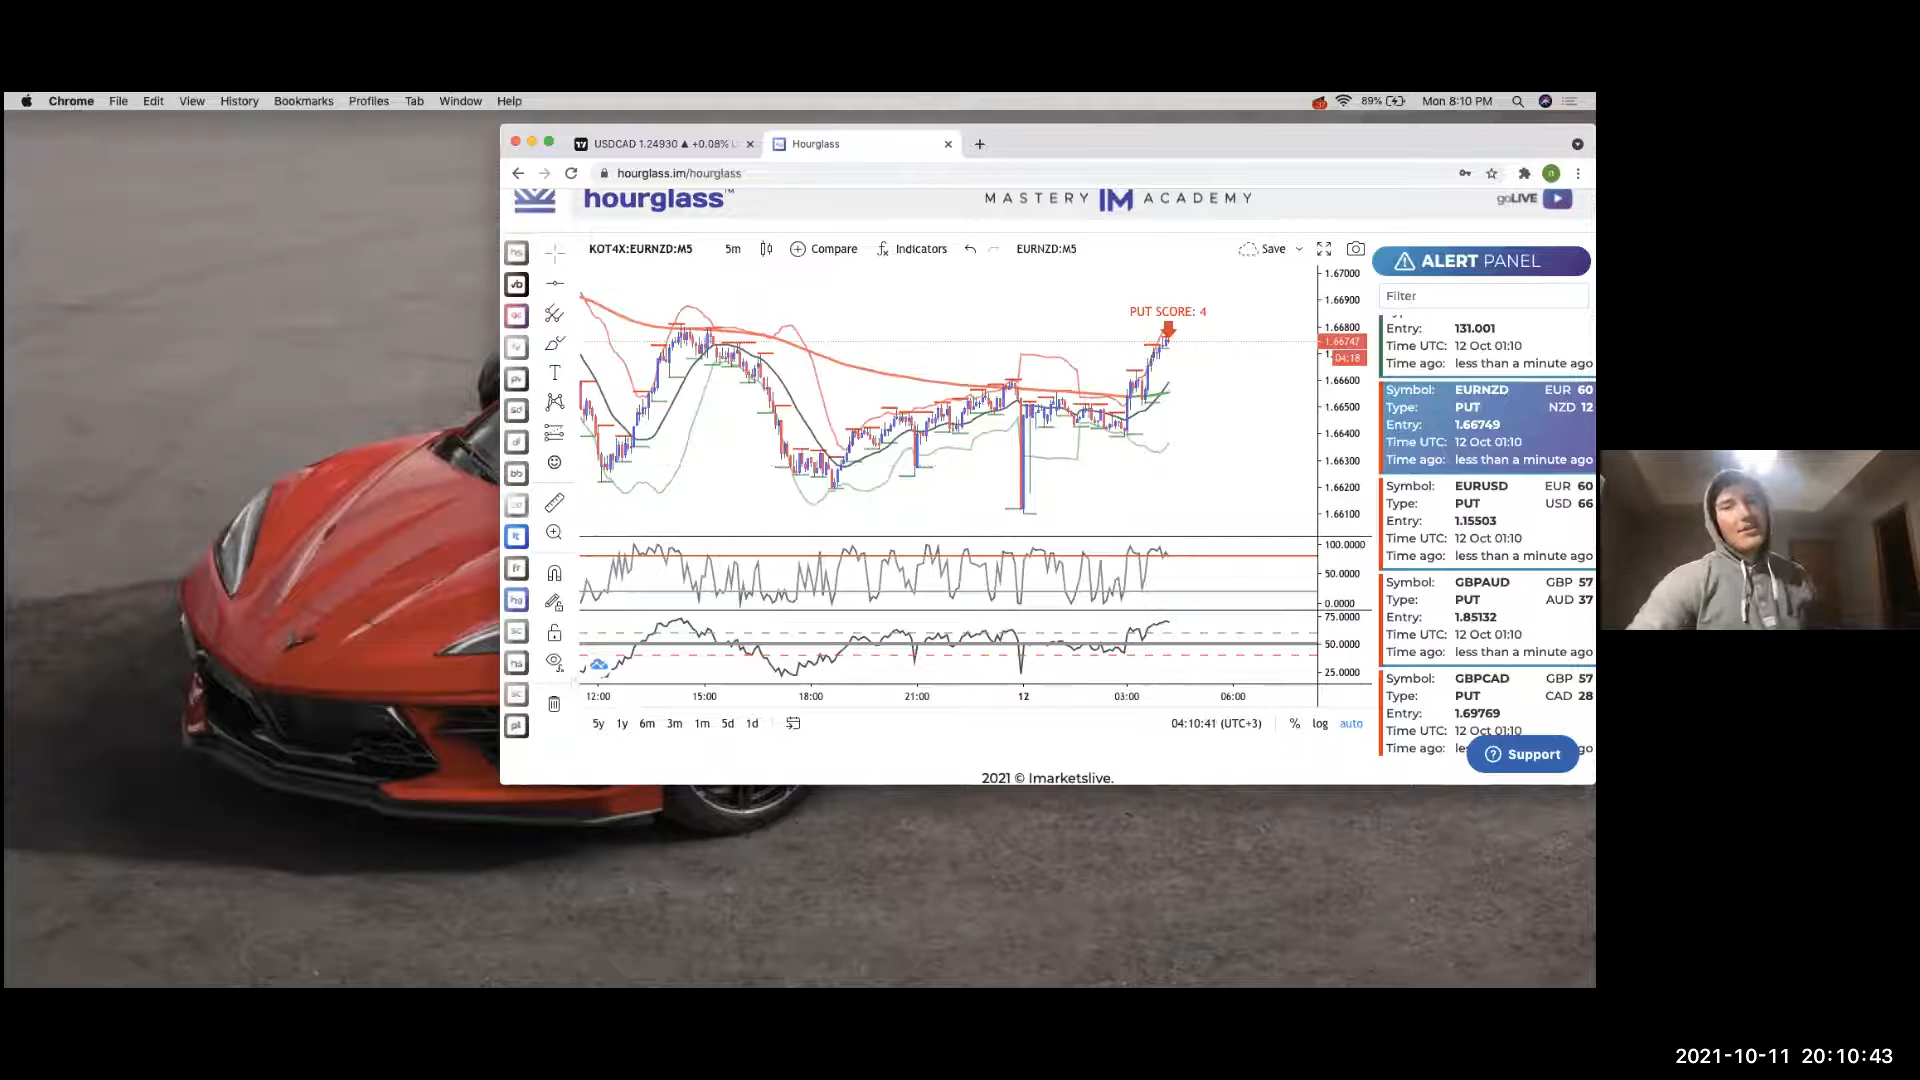 Chrome File Edit View History Bookmarks Profiles Tab Window Help
89% Mon 8:10 PM
USDCAD 1.24930 ▲ +0.08% Hourglass
hourglass.im/hourglass
hourglass™ MASTERY IM ACADEMY goLIVE
KOT4X:EURNZD:M5 5m Compare Indicators EURNZD:M5 Save
ALERT PANEL
Filter
Entry: 131.001
Time UTC: 12 Oct 01:10
Time ago: less than a minute ago
Symbol: EURNZD EUR 60
Type: PUT NZD 12
Entry: 1.66749
Time UTC: 12 Oct 01:10
Time ago: less than a minute ago
Symbol: EURUSD EUR 60
Type: PUT USD 66
Entry: 1.15503
Time UTC: 12 Oct 01:10
Time ago: less than a minute ago
Symbol: GBPAUD GBP 57
Type: PUT AUD 37
Entry: 1.85132
Time UTC: 12 Oct 01:10
Time ago: less than a minute ago
Symbol: GBPCAD GBP 57
Type: PUT CAD 28
Entry: 1.69769
Time UTC: 12 Oct 01:10
Time ago: le go
Support
PUT SCORE: 4
1.67000
1.66900
1.66800
1.66747
04:18
1.66600
1.66500
1.66400
1.66300
1.66200
1.66100
100.0000
50.0000
0.0000
75.0000
50.0000
25.0000
12:00 15:00 18:00 21:00 12 03:00 06:00
5y 1y 6m 3m 1m 5d 1d 04:10:41 (UTC+3) % log auto
2021 © Imarketslive.
2021-10-11 20:10:43